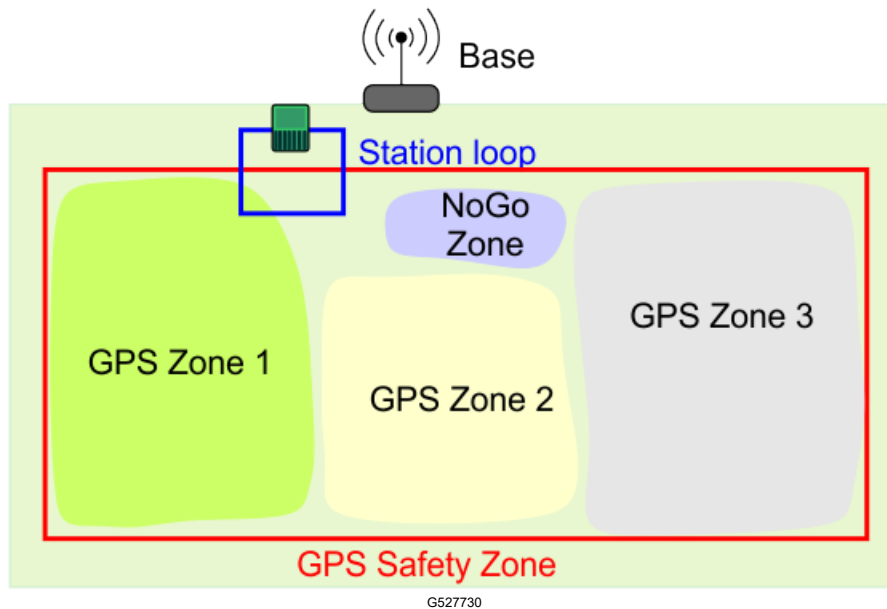 Base
Station loop
NoGo
Zone
GPS Zone 3
GPS Zone 1
GPS Zone 2
GPS Safety Zone
G527730